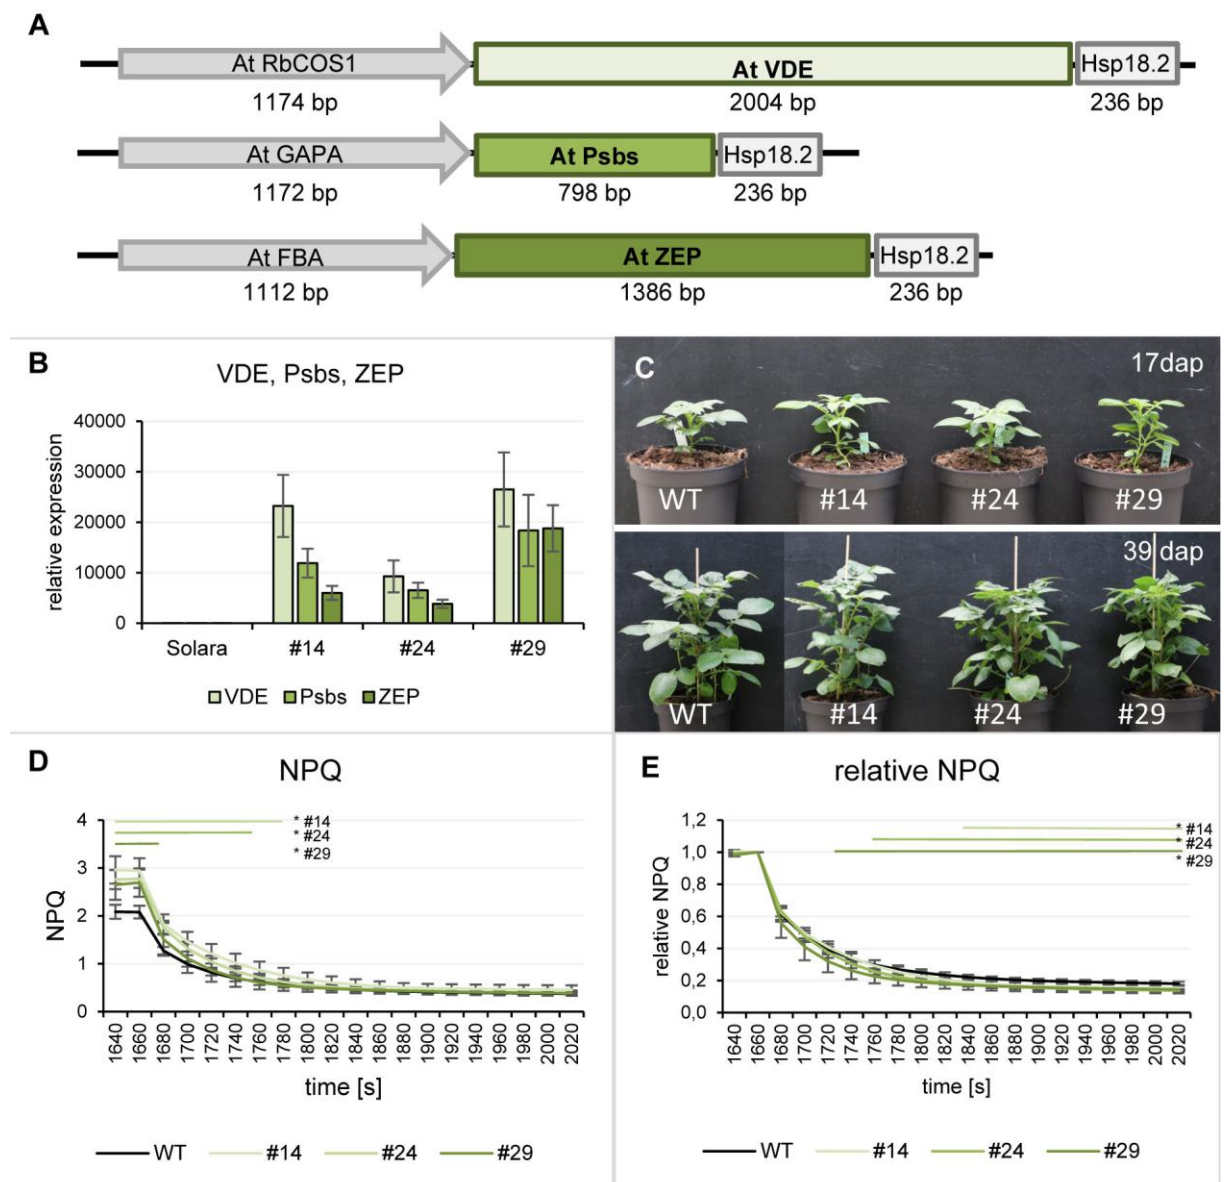 A
At RbCOS1
At VDE
Hsp18.2
1174 bp
2004 bp
236 bp
At GAPA
At Psbs
Hsp18.2
1172 bp
798 bp
236 bp
At FBA
At ZEP
Hsp18.2
1112 bp
1386 bp
236 bp
B
VDE, Psbs, ZEP
relative expression
40000
30000
20000
10000
0
Solara #14 #24 #29
VDE Psbs ZEP
C
17dap
WT #14 #24 #29
39 dap
WT #14 #24 #29
D
NPQ
* #14
* #24
* #29
NPQ
4
3
2
1
0
1640 1660 1680 1700 1720 1740 1760 1780 1800 1820 1840 1860 1880 1900 1920 1940 1960 1980 2000 2020
time [s]
WT #14 #24 #29
E
relative NPQ
* #14
* #24
* #29
relative NPQ
1,2
1,0
0,8
0,6
0,4
0,2
0,0
1640 1660 1680 1700 1720 1740 1760 1780 1800 1820 1840 1860 1880 1900 1920 1940 1960 1980 2000 2020
time [s]
WT #14 #24 #29